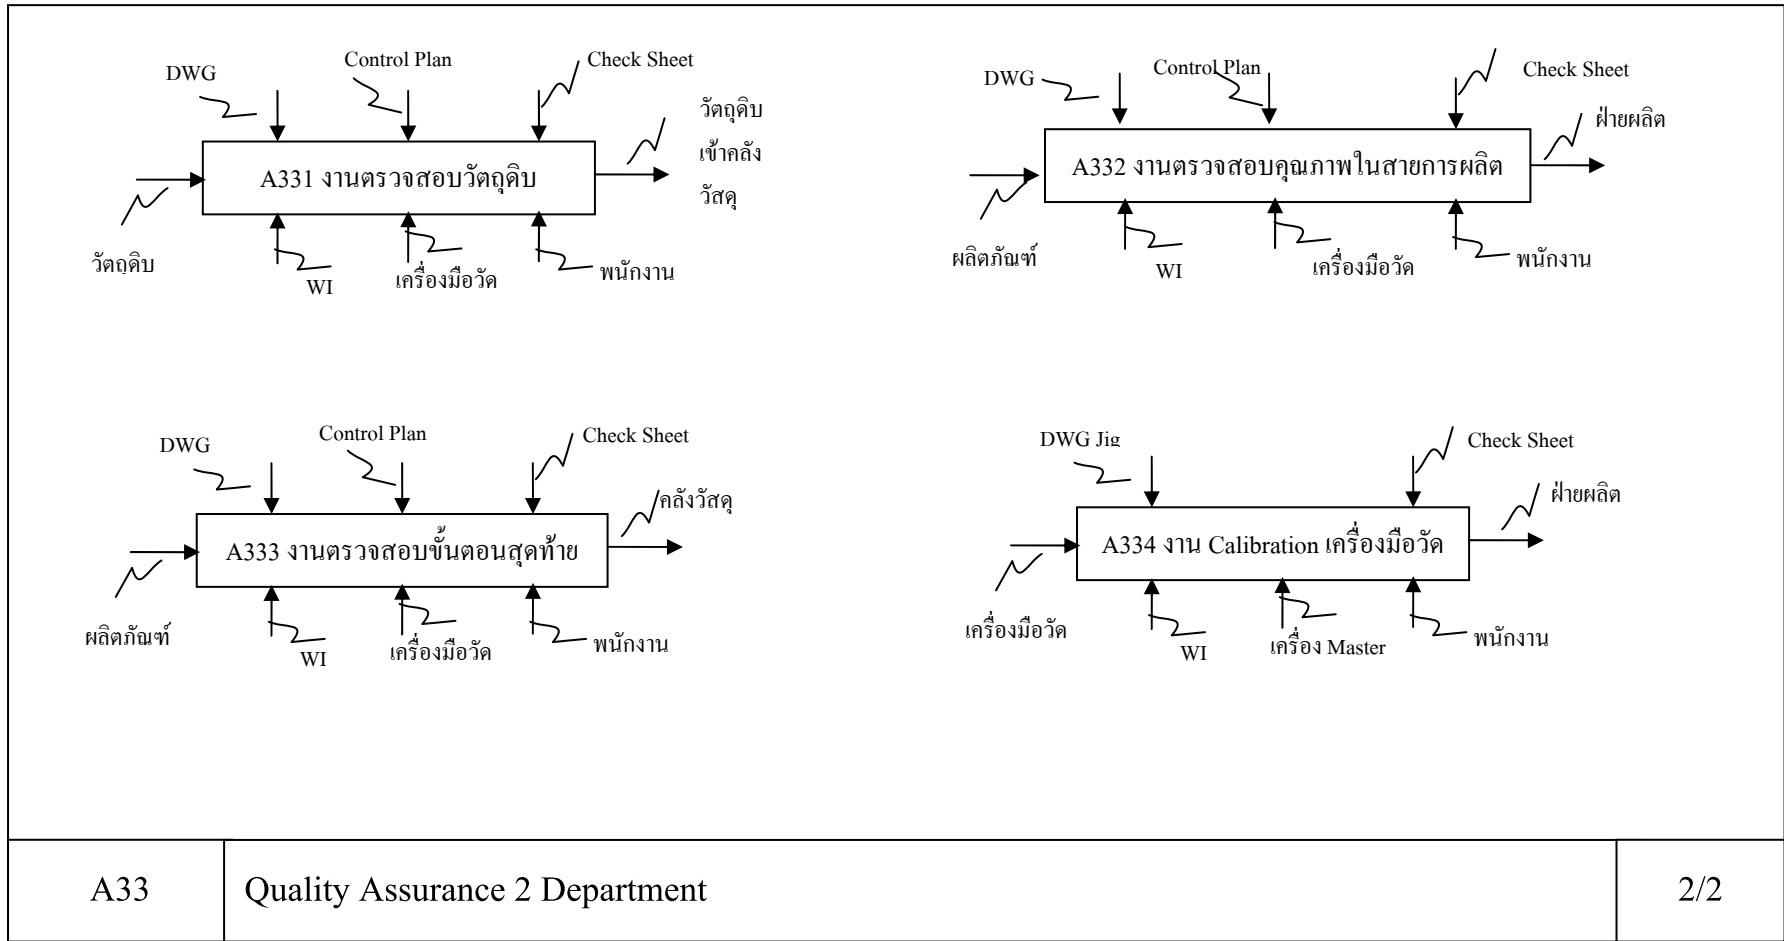 DWG
Control Plan
Check Sheet
วัตถุดิบ
เข้าคลัง
วัสดุ
A331 งานตรวจสอบวัตถุดิบ
วัตถุดิบ
WI
เครื่องมือวัด
พนักงาน
DWG
Control Plan
Check Sheet
ฝ่ายผลิต
A332 งานตรวจสอบคุณภาพในสายการผลิต
ผลิตภัณฑ์
WI
เครื่องมือวัด
พนักงาน
DWG
Control Plan
Check Sheet
คลังวัสดุ
A333 งานตรวจสอบขั้นตอนสุดท้าย
ผลิตภัณฑ์
WI
เครื่องมือวัด
พนักงาน
DWG Jig
Check Sheet
ฝ่ายผลิต
A334 งาน Calibration เครื่องมือวัด
เครื่องมือวัด
WI
เครื่อง Master
พนักงาน
A33
Quality Assurance 2 Department
2/2